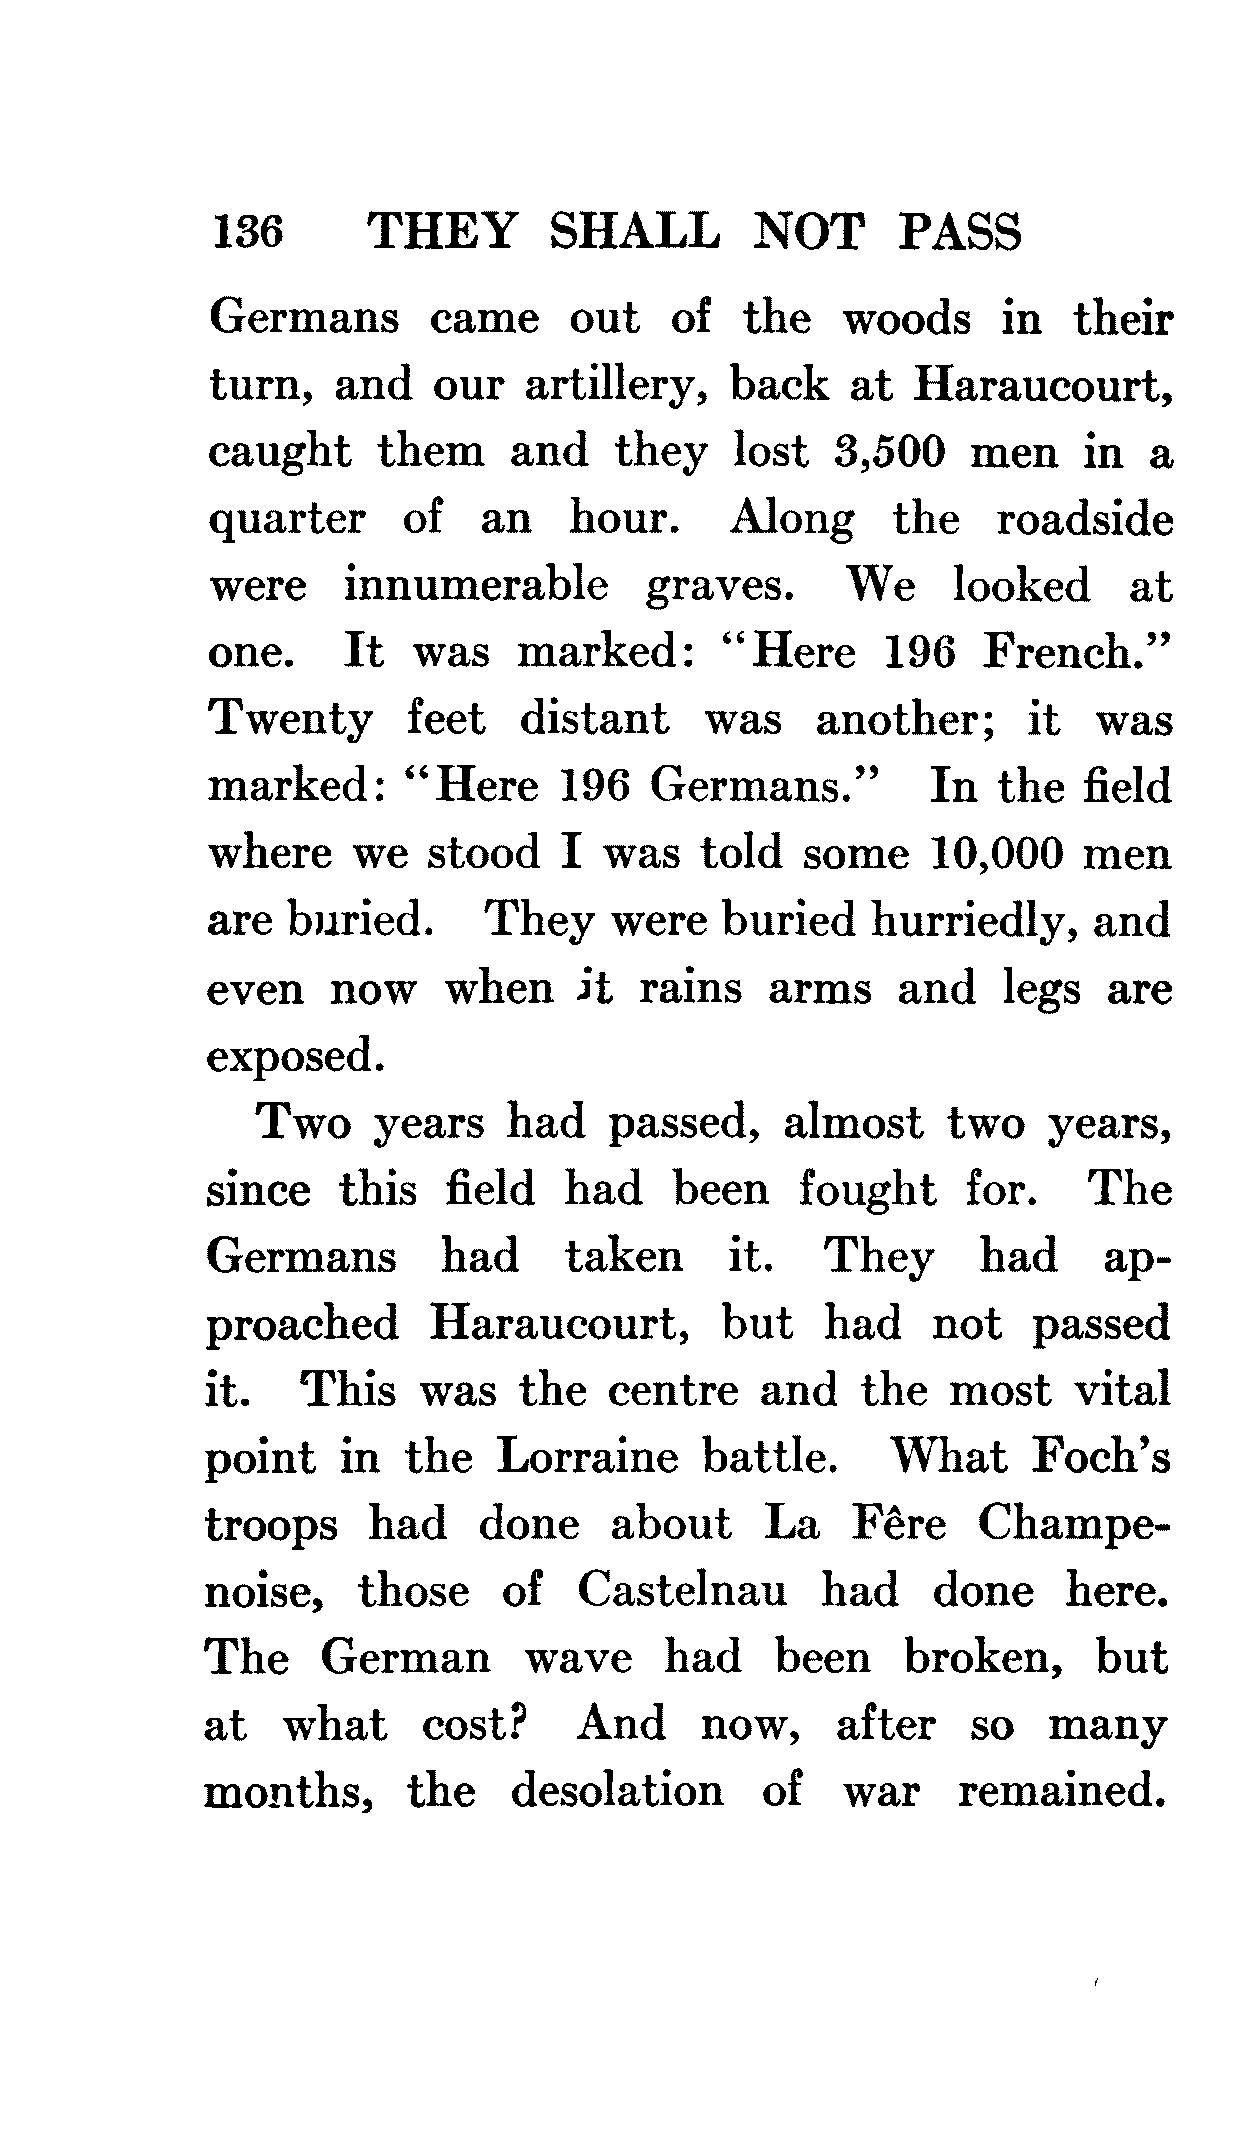 136 THEY SHALL NOT PASS
Germans came out of the woods in their
turn, and our artillery, back at Haraucourt,
caught them and they lost 3,500 men in a
quarter of an hour. Along the roadside
were innumerable graves. We looked at
one. It was marked: “Here 196 French.”
Twenty feet distant was another; it was
marked: “Here 196 Germans.” In the field
where we stood I was told some 10,000 men
are buried. They were buried hurriedly, and
even now when it rains arms and legs are
exposed.
Two years had passed, almost two years,
since this field had been fought for. The
Germans had taken it. They had ap-
proached Haraucourt, but had not passed
it. This was the centre and the most vital
point in the Lorraine battle. What Foch’s
troops had done about La Fêre Champe-
noise, those of Castelnau had done here.
The German wave had been broken, but
at what cost? And now, after so many
months, the desolation of war remained.